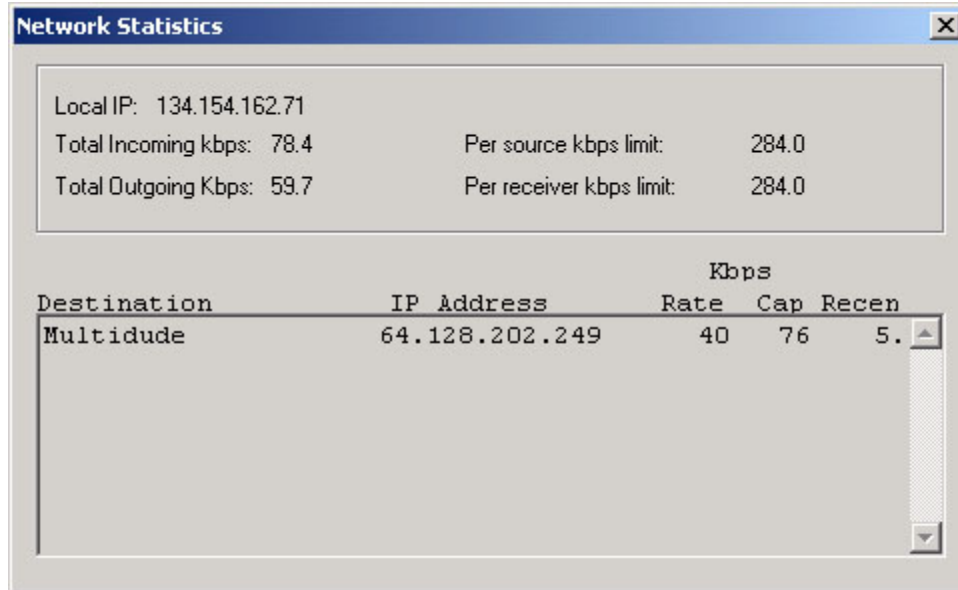 Network Statistics
Local IP: 134.154.162.71
Total Incoming kbps: 78.4 Per source kbps limit: 284.0
Total Outgoing Kbps: 59.7 Per receiver kbps limit: 284.0
Kbps
Destination IP Address Rate Cap Recen
Multidude 64.128.202.249 40 76 5.